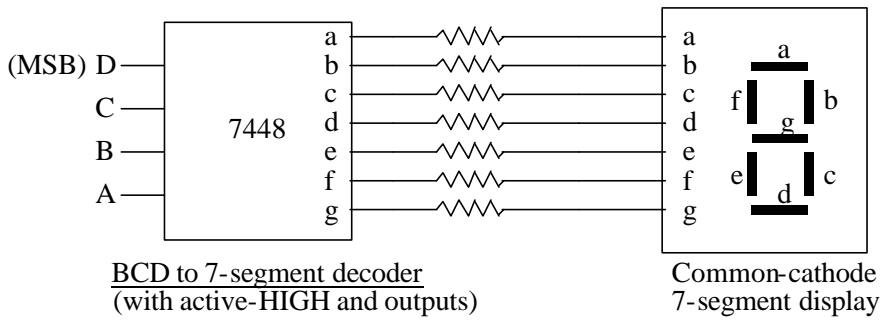 a a a
(MSB) D b b
f b
C c c
7448 d d g
B e e
e c
A f f d
g g
BCD to 7-segment decoder Common-cathode
(with active-HIGH and outputs) 7-segment display